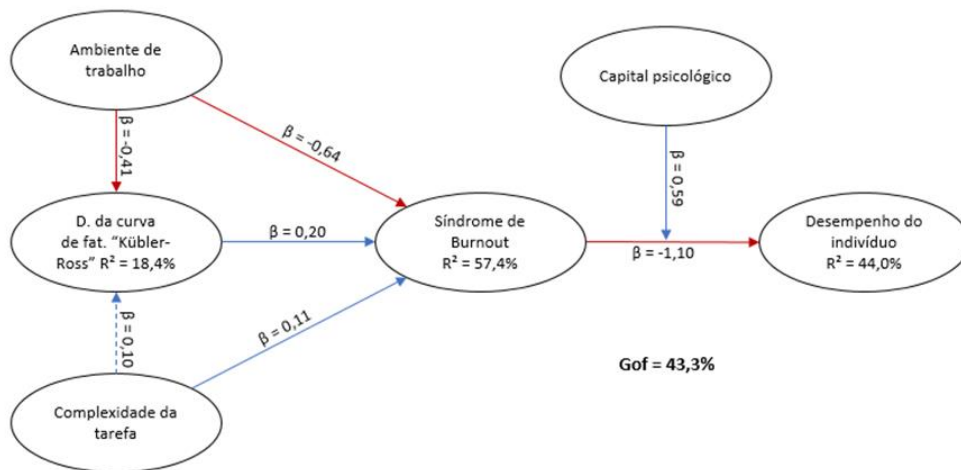 Ambiente de
trabalho
Capital psicológico
β = -0,41
β = -0,64
β = 0,59
D. da curva
de fat. “Kübler-
Ross” R² = 18,4%
β = 0,20
Síndrome de
Burnout
R² = 57,4%
β = -1,10
Desempenho do
indivíduo
R² = 44,0%
β = 0,10
β = 0,11
Gof = 43,3%
Complexidade da
tarefa